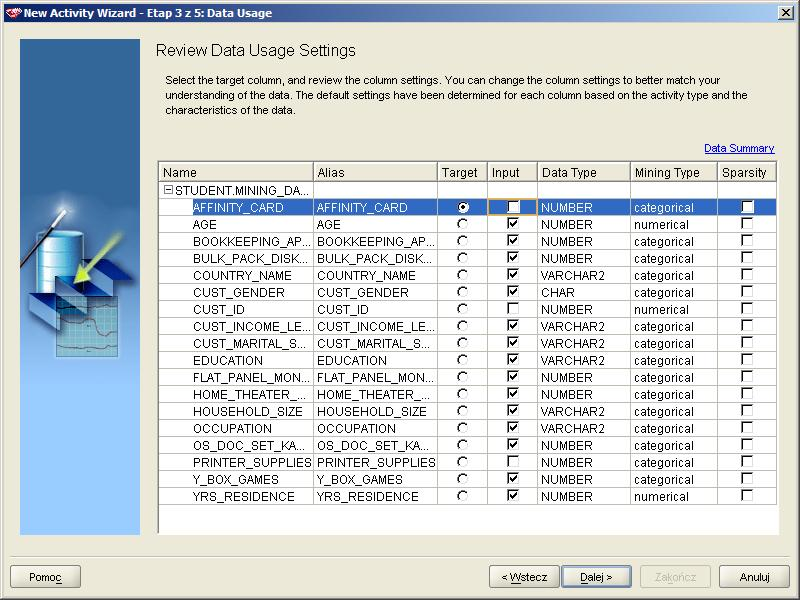 New Activity Wizard - Etap 3 z 5: Data Usage
Review Data Usage Settings
Select the target column, and review the column settings. You can change the column settings to better match your
understanding of the data. The default settings have been determined for each column based on the activity type and the
characteristics of the data.
Data Summary
Name Alias Target Input Data Type Mining Type Sparsity
STUDENT.MINING_DA...
AFFINITY_CARD AFFINITY_CARD NUMBER categorical
AGE AGE NUMBER numerical
BOOKKEEPING_AP... BOOKKEEPING_AP... NUMBER categorical
BULK_PACK_DISK... BULK_PACK_DISK... NUMBER categorical
COUNTRY_NAME COUNTRY_NAME VARCHAR2 categorical
CUST_GENDER CUST_GENDER CHAR categorical
CUST_ID CUST_ID NUMBER numerical
CUST_INCOME_LE... CUST_INCOME_LE... VARCHAR2 categorical
CUST_MARITAL_S... CUST_MARITAL_S... VARCHAR2 categorical
EDUCATION EDUCATION VARCHAR2 categorical
FLAT_PANEL_MON... FLAT_PANEL_MON... NUMBER categorical
HOME_THEATER_... HOME_THEATER_... NUMBER categorical
HOUSEHOLD_SIZE HOUSEHOLD_SIZE VARCHAR2 categorical
OCCUPATION OCCUPATION VARCHAR2 categorical
OS_DOC_SET_KA... OS_DOC_SET_KA... NUMBER categorical
PRINTER_SUPPLIES PRINTER_SUPPLIES NUMBER categorical
Y_BOX_GAMES Y_BOX_GAMES NUMBER categorical
YRS_RESIDENCE YRS_RESIDENCE NUMBER numerical
Pomoc < Wstecz Dalej > Zakończ Anuluj